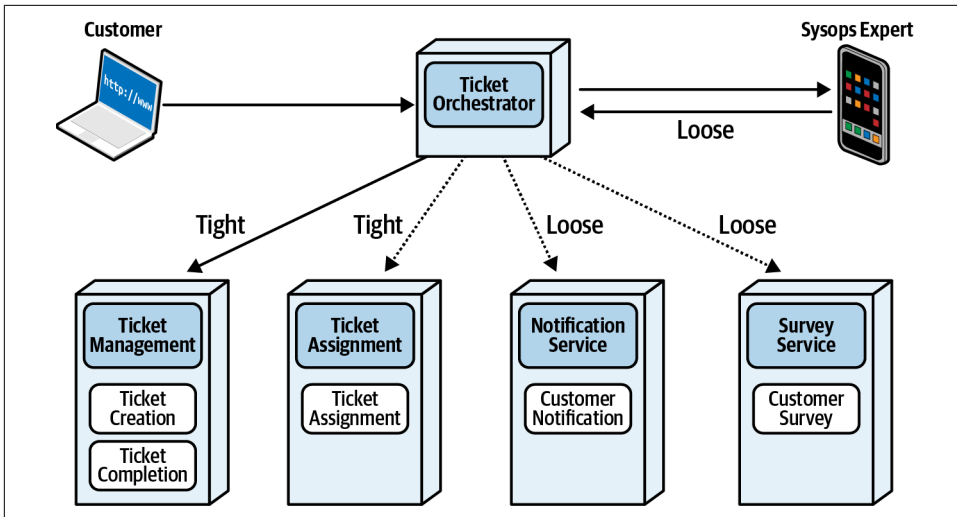 Customer
Sysops Expert
http://www
Ticket
Orchestrator
Loose
Tight
Tight
Loose
Loose
Ticket
Management
Ticket
Assignment
Notification
Service
Survey
Service
Ticket
Creation
Ticket
Assignment
Customer
Notification
Customer
Survey
Ticket
Completion